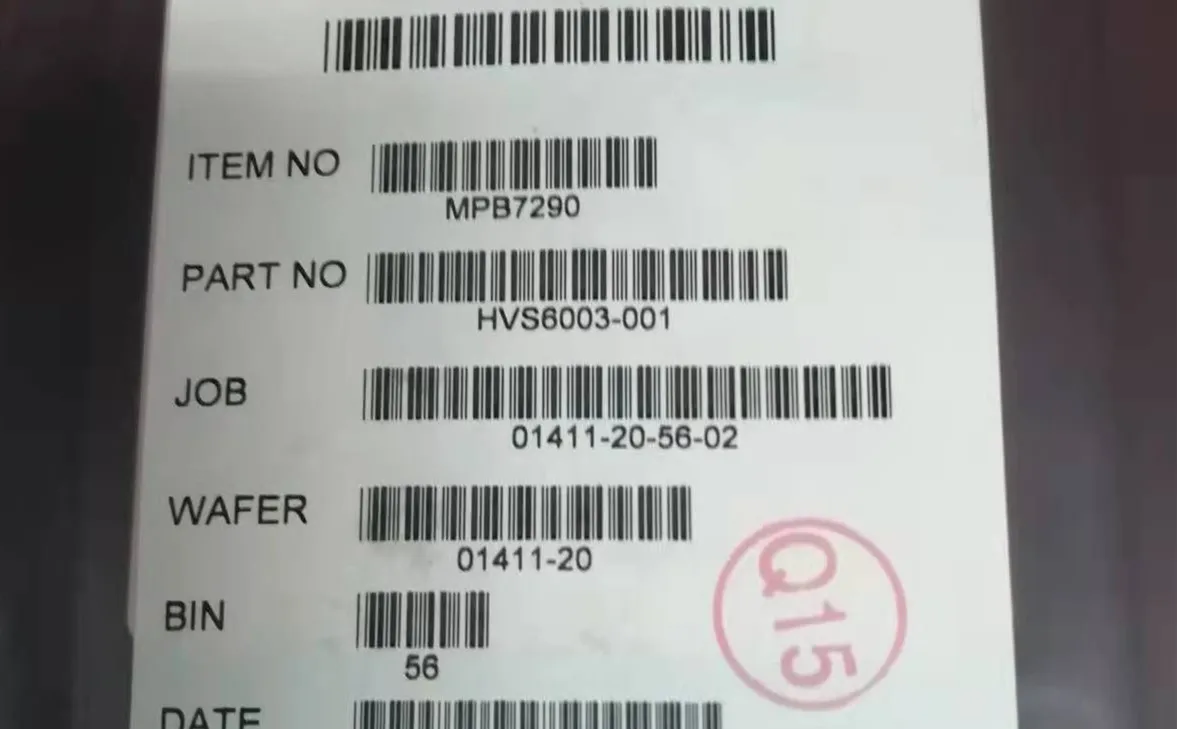 ITEM NO
MPB7290
PART NO
HVS6003-001
JOB
01411-20-56-02
WAFER
01411-20
BIN
56
Q15
DATE